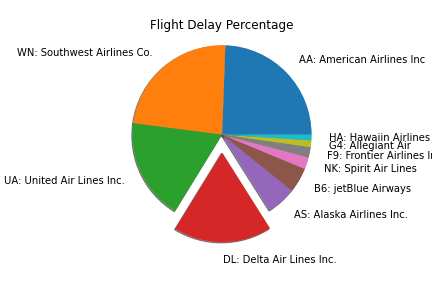 Flight Delay Percentage
WN: Southwest Airlines Co.
AA: American Airlines Inc
HA: Hawaiin Airlines
G4: Allegiant Air
F9: Frontier Airlines In
NK: Spirit Air Lines
UA: United Air Lines Inc.
B6: jetBlue Airways
AS: Alaska Airlines Inc.
DL: Delta Air Lines Inc.